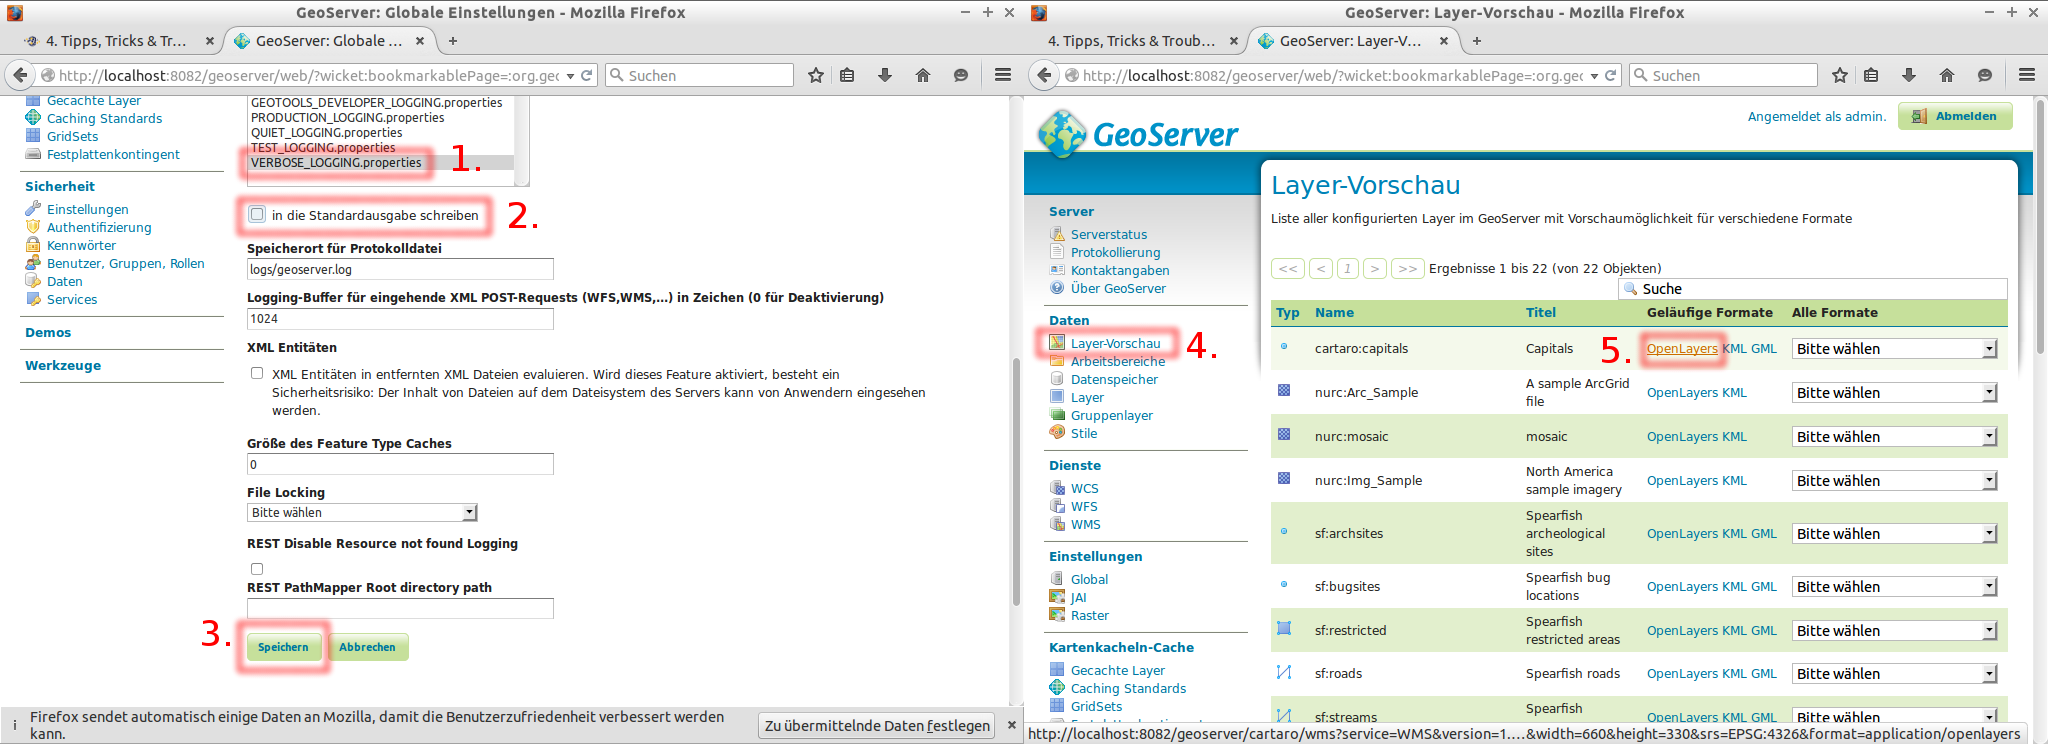 GeoServer: Globale Einstellungen - Mozilla Firefox
4. Tipps, Tricks & Tr...
GeoServer: Globale ...
http://localhost:8082/geoserver/web/?wicket:bookmarkablePage=:org.geo
Suchen
Gecachte Layer
Caching Standards
GridSets
Festplattenkontingent
Sicherheit
Einstellungen
Authentifizierung
Kennwörter
Benutzer, Gruppen, Rollen
Daten
Services
Demos
Werkzeuge
GEOTOOLS_DEVELOPER_LOGGING.properties
PRODUCTION_LOGGING.properties
QUIET_LOGGING.properties
TEST_LOGGING.properties
VERBOSE_LOGGING.properties
1.
in die Standardausgabe schreiben
2.
Speicherort für Protokolldatei
logs/geoserver.log
Logging-Buffer für eingehende XML POST-Requests (WFS,WMS,...) in Zeichen (0 für Deaktivierung)
1024
XML Entitäten
XML Entitäten in entfernten XML Dateien evaluieren. Wird dieses Feature aktiviert, besteht ein
Sicherheitsrisiko: Der Inhalt von Dateien auf dem Dateisystem des Servers kann von Anwendern eingesehen
werden.
Größe des Feature Type Caches
0
File Locking
Bitte wählen
REST Disable Resource not found Logging
REST PathMapper Root directory path
3.
Speichern
Abbrechen
Firefox sendet automatisch einige Daten an Mozilla, damit die Benutzerzufriedenheit verbessert werden
kann.
Zu übermittelnde Daten festlegen
GeoServer: Layer-Vorschau - Mozilla Firefox
4. Tipps, Tricks & Troub...
GeoServer: Layer-V...
http://localhost:8082/geoserver/web/?wicket:bookmarkablePage=:org.geo
Suchen
GeoServer
Angemeldet als admin.
Abmelden
Server
Serverstatus
Protokollierung
Kontaktangaben
Über GeoServer
Daten
Layer-Vorschau
4.
Arbeitsbereiche
Datenspeicher
Layer
Gruppenlayer
Stile
Dienste
WCS
WFS
WMS
Einstellungen
Global
JAI
Raster
Kartenkacheln-Cache
Gecachte Layer
Caching Standards
GridSets
Layer-Vorschau
Liste aller konfigurierten Layer im GeoServer mit Vorschaumöglichkeit für verschiedene Formate
<< < 1 > >> Ergebnisse 1 bis 22 (von 22 Objekten)
Suche
Typ Name Titel Geläufige Formate Alle Formate
cartaro:capitals Capitals 5. OpenLayers KML GML Bitte wählen
nurc:Arc_Sample A sample ArcGrid file OpenLayers KML Bitte wählen
nurc:mosaic mosaic OpenLayers KML Bitte wählen
nurc:Img_Sample North America sample imagery OpenLayers KML Bitte wählen
sf:archsites Spearfish archeological sites OpenLayers KML GML Bitte wählen
sf:bugsites Spearfish bug locations OpenLayers KML GML Bitte wählen
sf:restricted Spearfish restricted areas OpenLayers KML GML Bitte wählen
sf:roads Spearfish roads OpenLayers KML GML Bitte wählen
sf:streams Spearfish OpenLayers KML GML Bitte wählen
http://localhost:8082/geoserver/cartaro/wms?service=WMS&version=1....&width=660&height=330&srs=EPSG:4326&format=application/openlayers